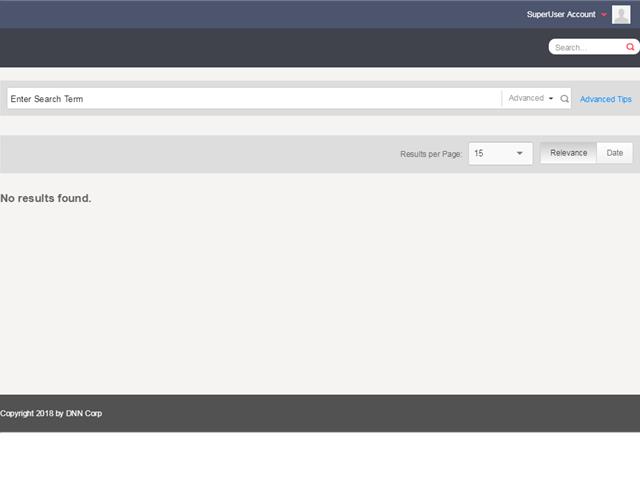 SuperUser Account
Search...
Enter Search Term
Advanced
Advanced Tips
Results per Page:
15
Relevance
Date
No results found.
Copyright 2018 by DNN Corp